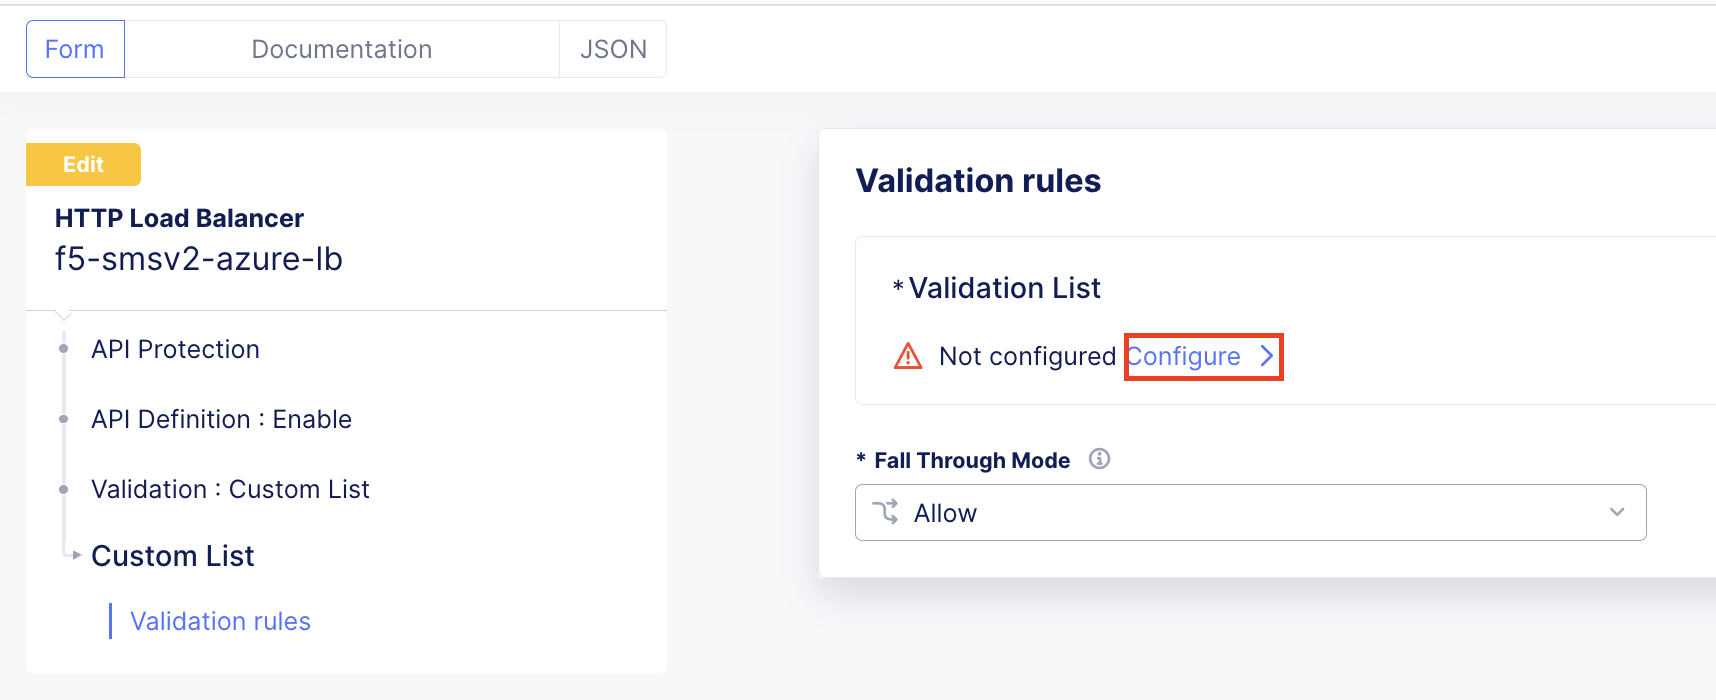 Form Documentation JSON
Edit
HTTP Load Balancer
f5-smsv2-azure-lb
API Protection
API Definition : Enable
Validation : Custom List
Custom List
Validation rules
Validation rules
*Validation List
Not configured Configure
* Fall Through Mode
Allow